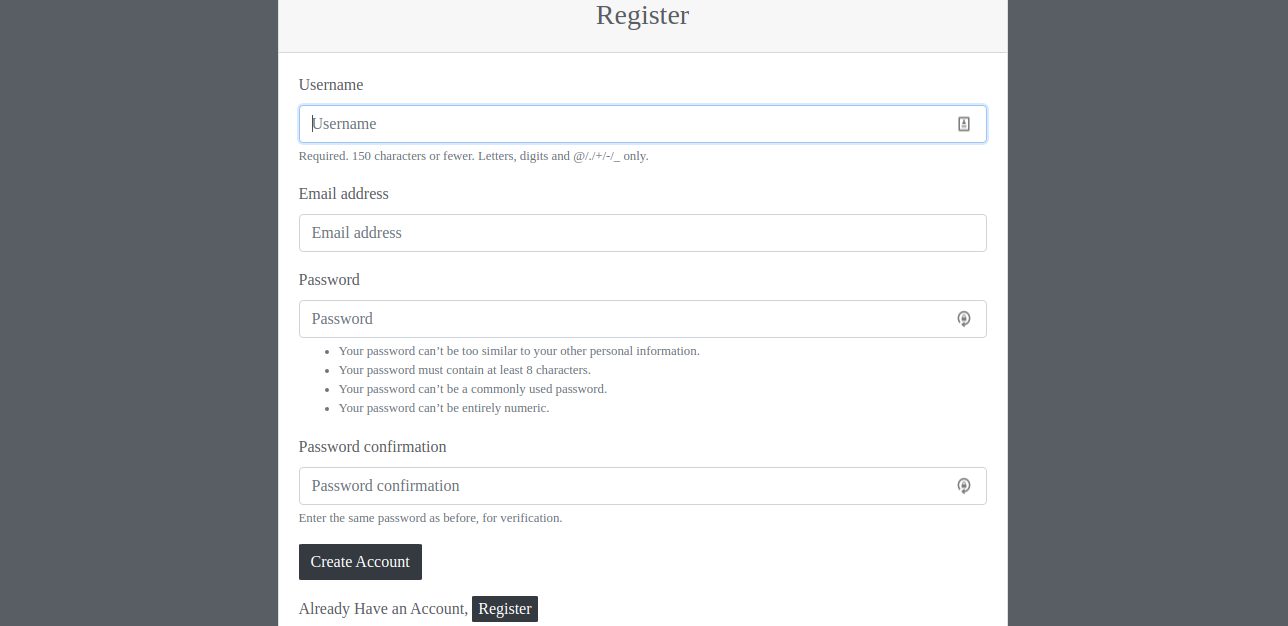 Register
Username
Username
Required. 150 characters or fewer. Letters, digits and @/./+/-/_ only.
Email address
Email address
Password
Password
Your password can’t be too similar to your other personal information.
Your password must contain at least 8 characters.
Your password can’t be a commonly used password.
Your password can’t be entirely numeric.
Password confirmation
Password confirmation
Enter the same password as before, for verification.
Create Account
Already Have an Account, Register